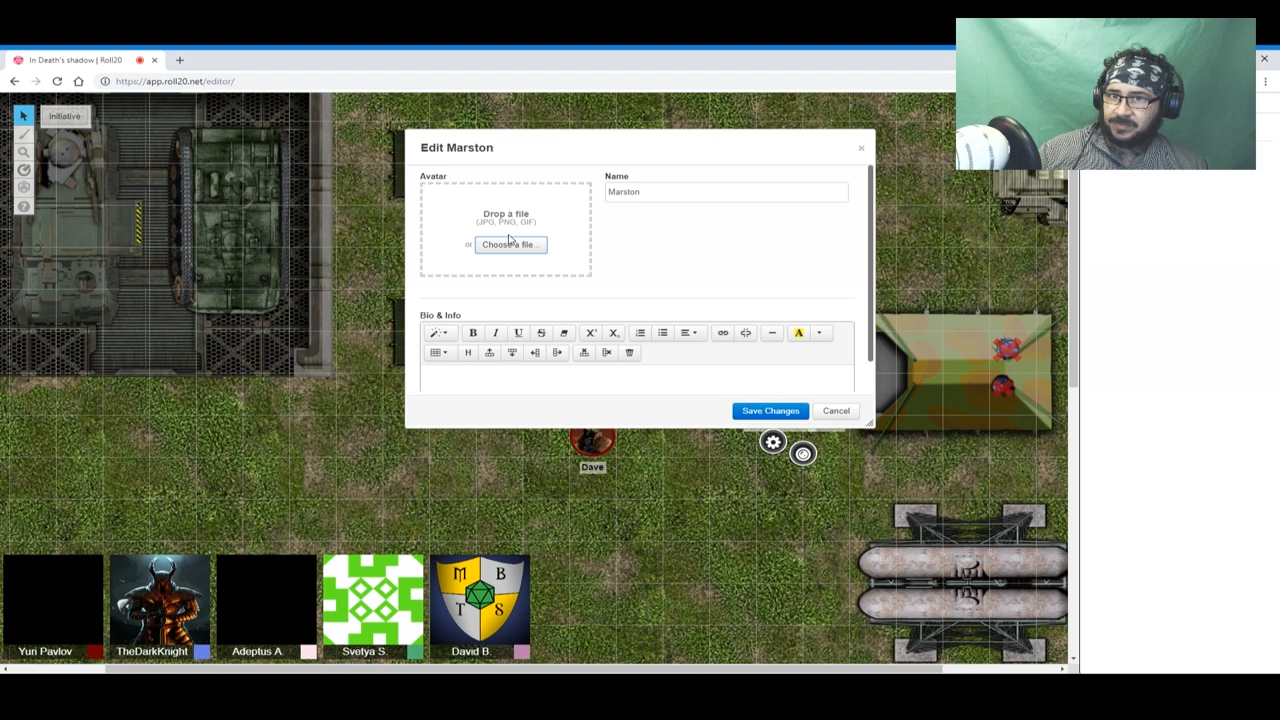 In Death's shadow | Roll20
https://app.roll20.net/editor/
Initiative
Edit Marston
Avatar
Name
Drop a file
(JPG, PNG, GIF)
or
Choose a file...
Marston
Bio & Info
B I U S X' X, H A
Save Changes
Cancel
Dave
M B
T S
Yuri Pavlov
TheDarkKnight
Adeptus A.
Svetya S.
David B.